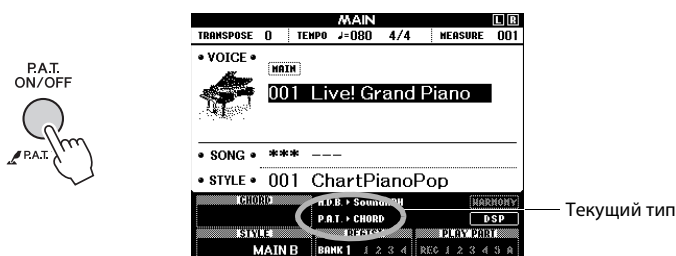 MAIN
L R
TRANSPOSE 0 TEMPO ♩=080 4/4 MEASURE 001
P.A.T.
ON/OFF
P.A.T.
• VOICE •
MAIN
001 Live! Grand Piano
• SONG • *** ---
• STYLE • 001 ChartPianoPop
CHORD
HARMONY
P.A.T. ▸ CHORD
DSP
Текущий тип
STYLE REGIST PLAY PART
MAIN B BANK 1 1 2 3 4 REG 1 2 3 4 5 A